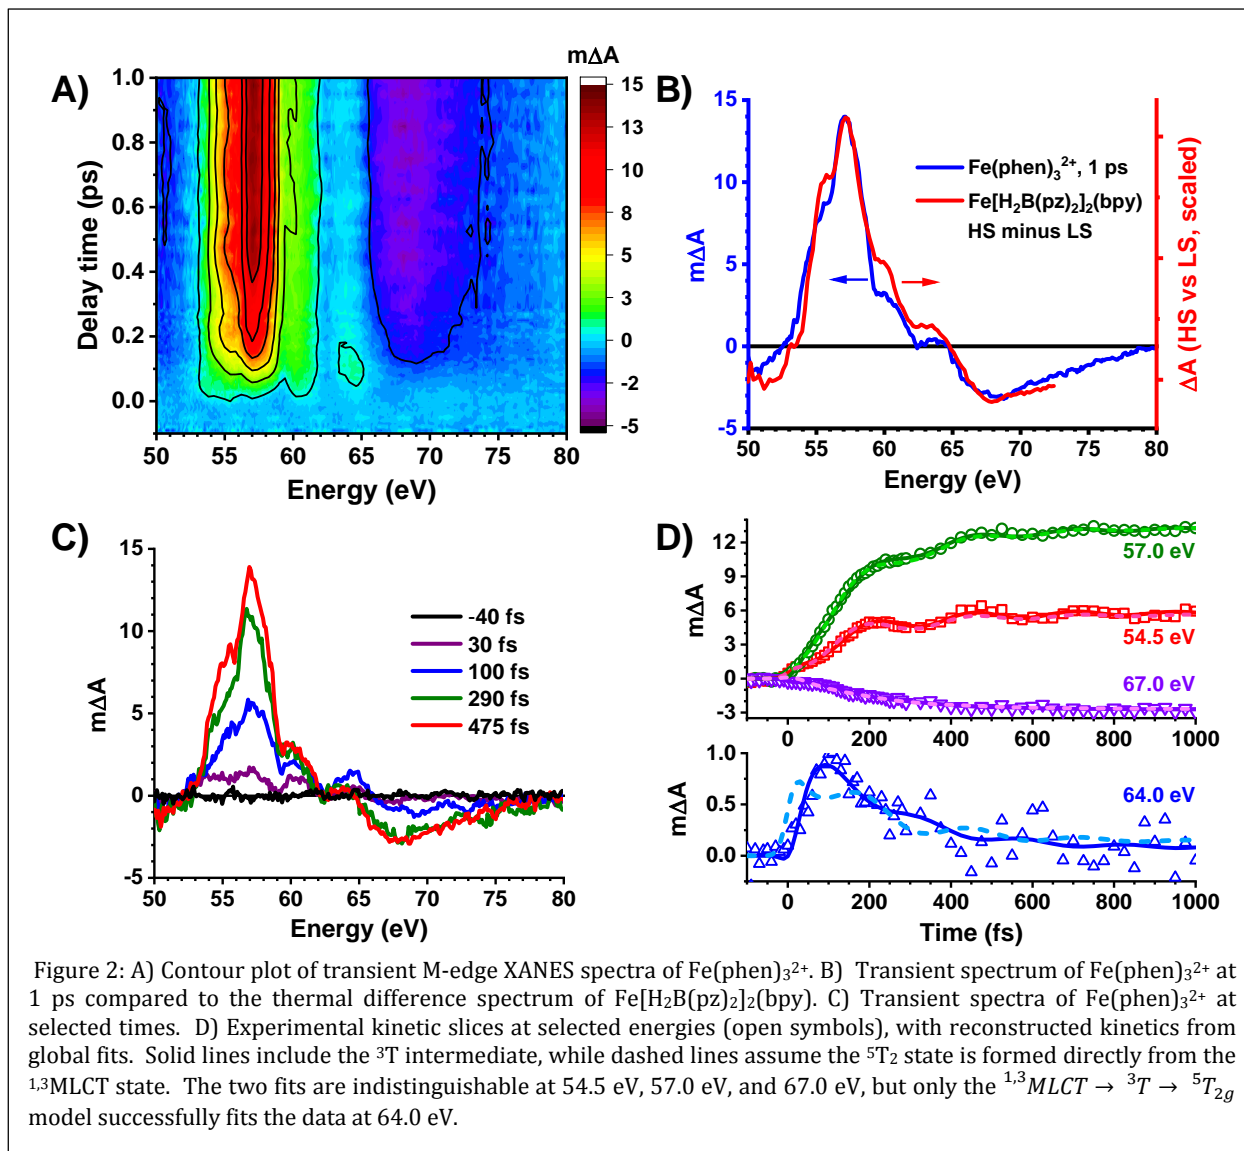 A)
mΔA
1.0
0.8
0.6
0.4
0.2
0.0
Delay time (ps)
50 55 60 65 70 75 80
Energy (eV)
15
13
10
8
5
3
0
-2
-5
B)
15
10
5
0
-5
mΔA
Fe(phen)₃²⁺, 1 ps
Fe[H₂B(pz)₂]₂(bpy)
HS minus LS
ΔA (HS vs LS, scaled)
50 55 60 65 70 75 80
Energy (eV)
C)
15
10
5
0
-5
mΔA
-40 fs
30 fs
100 fs
290 fs
475 fs
50 55 60 65 70 75 80
Energy (eV)
D)
12
9
6
3
0
-3
mΔA
57.0 eV
54.5 eV
67.0 eV
0 200 400 600 800 1000
1.0
0.5
0.0
mΔA
64.0 eV
0 200 400 600 800 1000
Time (fs)
Figure 2: A) Contour plot of transient M-edge XANES spectra of Fe(phen)₃²⁺. B) Transient spectrum of Fe(phen)₃²⁺ at
1 ps compared to the thermal difference spectrum of Fe[H₂B(pz)₂]₂(bpy). C) Transient spectra of Fe(phen)₃²⁺ at
selected times. D) Experimental kinetic slices at selected energies (open symbols), with reconstructed kinetics from
global fits. Solid lines include the ³T intermediate, while dashed lines assume the ⁵T₂ state is formed directly from the
¹,³MLCT state. The two fits are indistinguishable at 54.5 eV, 57.0 eV, and 67.0 eV, but only the ¹,³MLCT → ³T → ⁵T₂g
model successfully fits the data at 64.0 eV.